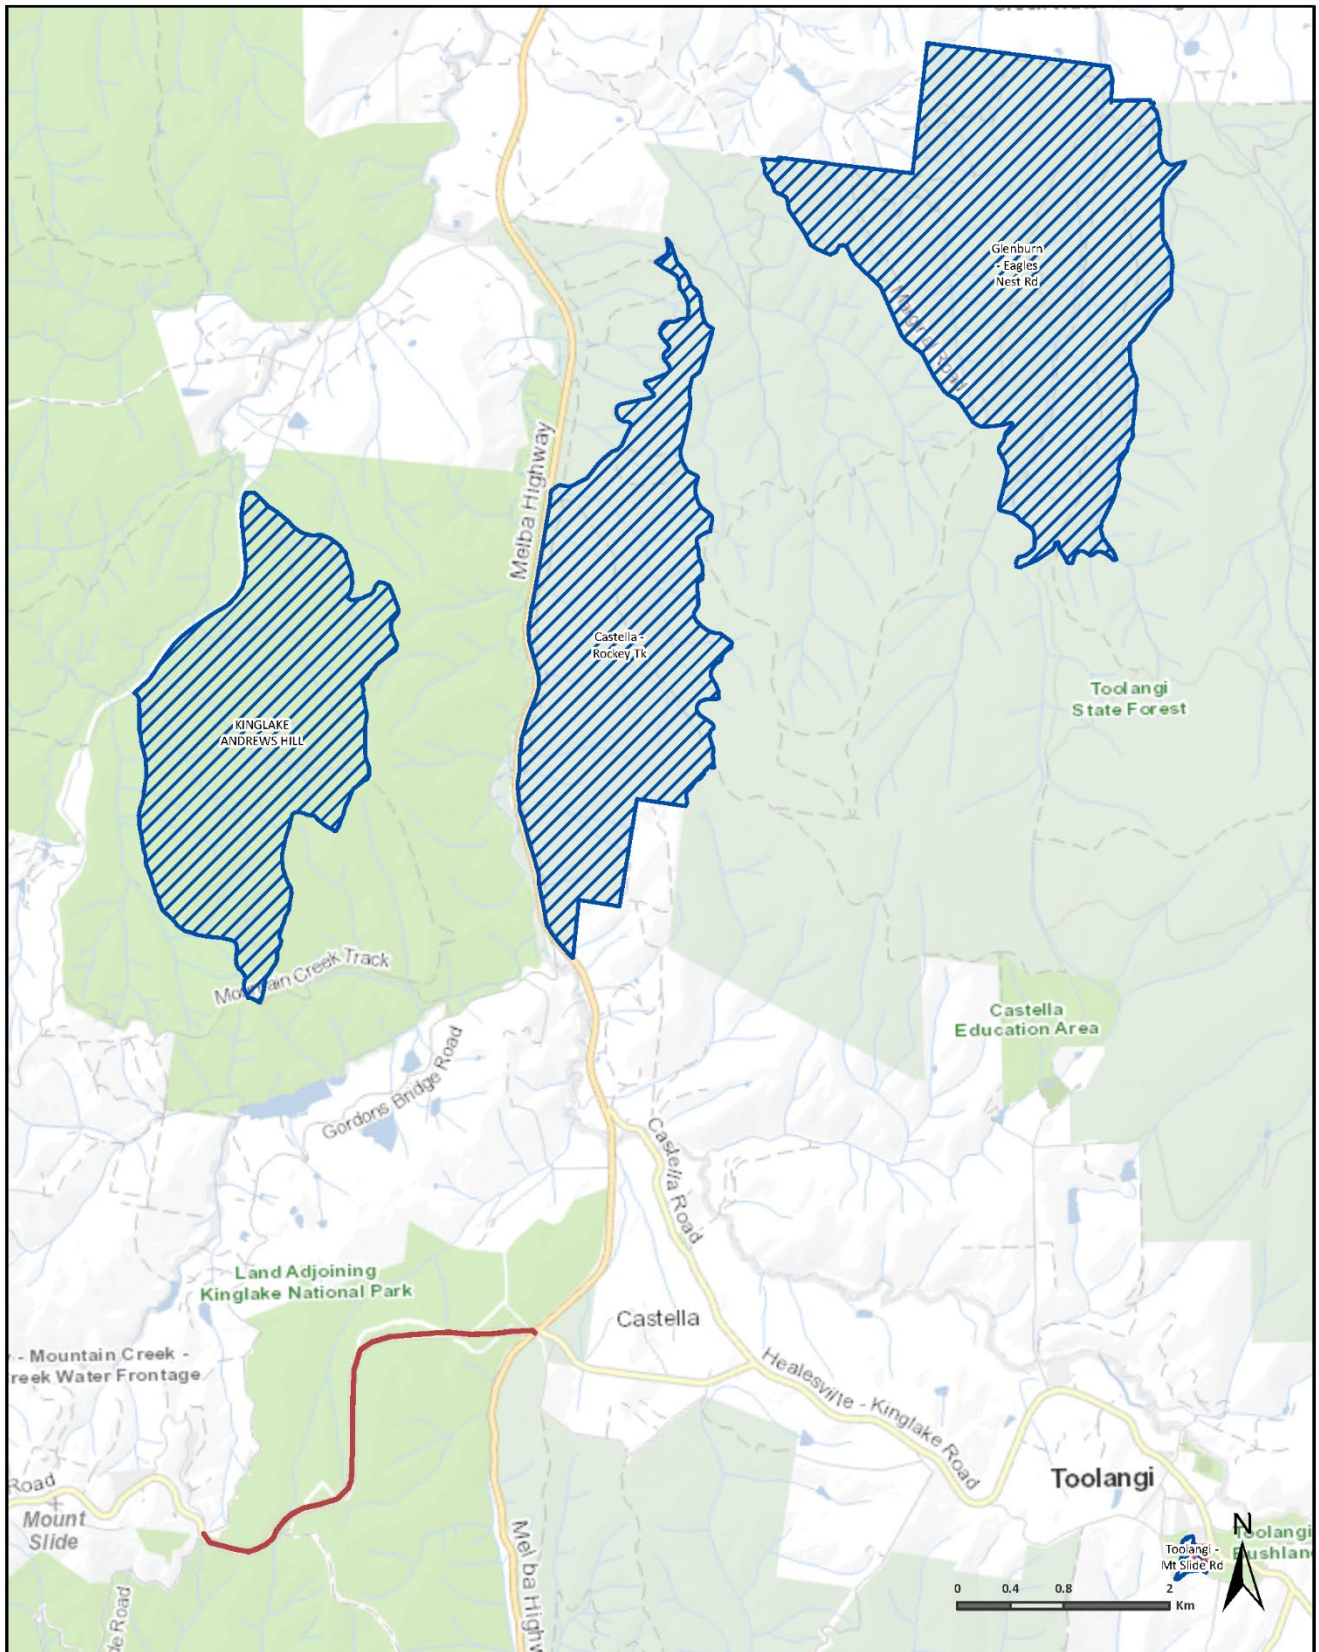 Glenburn
- Eagles
Nest Rd
Melba Highway
Castella -
Rockey Tk
KINGLAKE
ANDREWS HILL
Toolangi
State Forest
Mountain Creek Track
Castella
Education Area
Gordons Bridge Road
Castella Road
Land Adjoining
Kinglake National Park
Castella
- Mountain Creek -
reek Water Frontage
Healesville - Kinglake Road
Road
Mount
Slide
Toolangi
N
Toolangi -
Mt Slide Rd
Toolangi
Bushlan
Melba Highw
de Road
0 0.4 0.8 2
Km